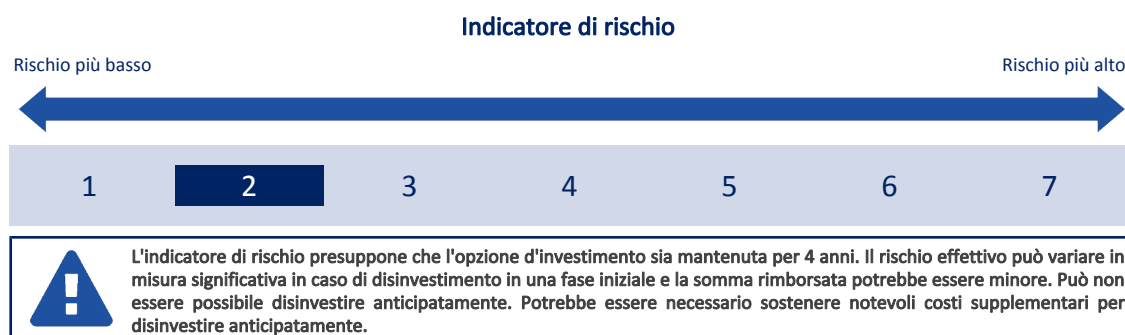 Indicatore di rischio
Rischio più basso Rischio più alto
1 2 3 4 5 6 7
L'indicatore di rischio presuppone che l'opzione d'investimento sia mantenuta per 4 anni. Il rischio effettivo può variare in
misura significativa in caso di disinvestimento in una fase iniziale e la somma rimborsata potrebbe essere minore. Può non
essere possibile disinvestire anticipatamente. Potrebbe essere necessario sostenere notevoli costi supplementari per
disinvestire anticipatamente.